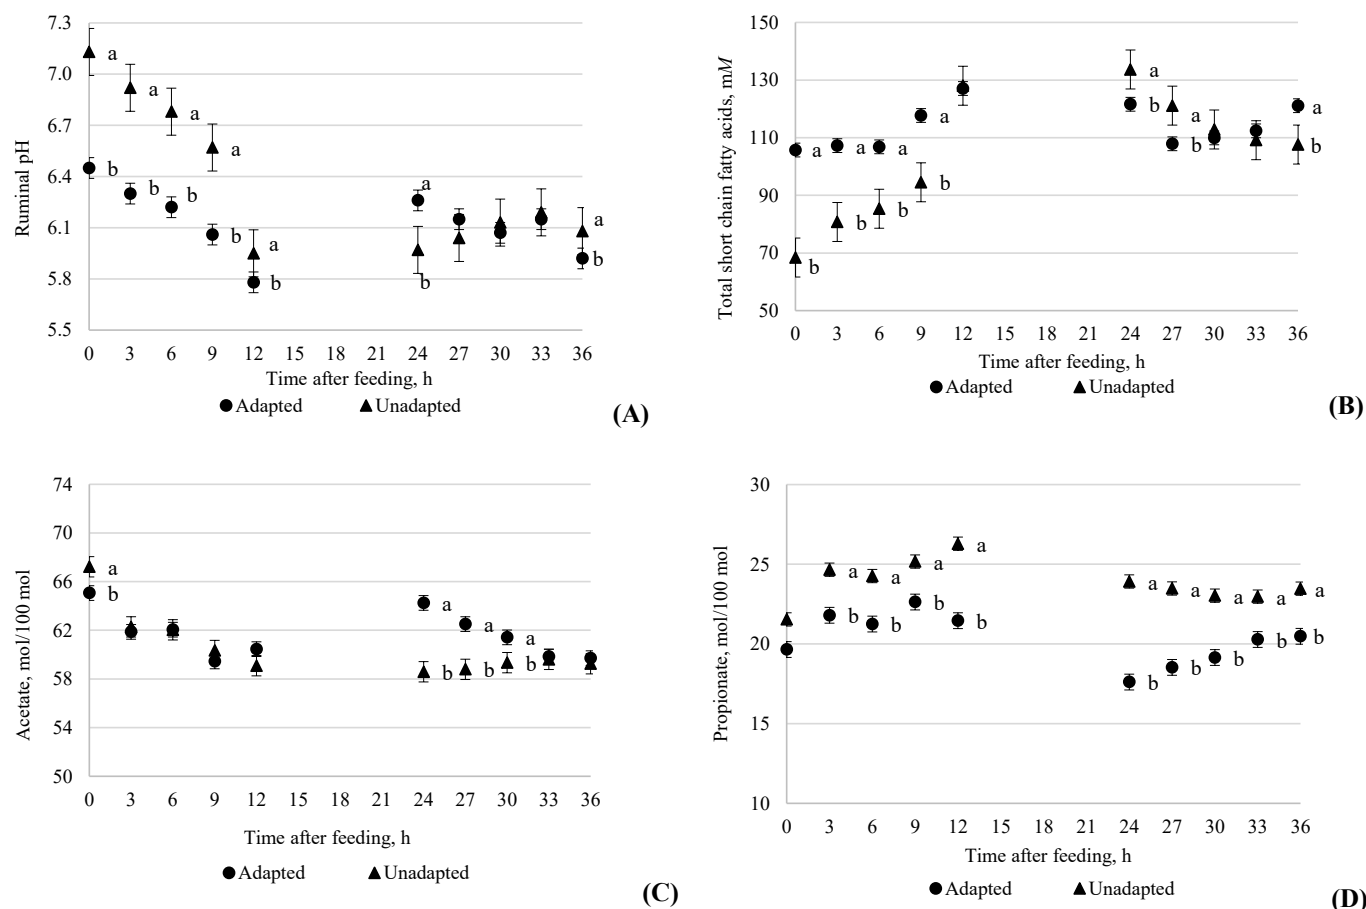 7.3
7.0
6.7
6.4
6.1
5.8
5.5
Ruminal pH
a
a
a
a
a
a
a
b
b
b
b
b
b
b
0 3 6 9 12 15 18 21 24 27 30 33 36
Time after feeding, h
Adapted Unadapted
(A)
150
130
110
90
70
50
Total short chain fatty acids, mM
a
a
a
a
a
a
a
b
b
b
b
b
b
b
0 3 6 9 12 15 18 21 24 27 30 33 36
Time after feeding, h
Adapted Unadapted
(B)
74
70
66
62
58
54
50
Acetate, mol/100 mol
a
b
a
a
a
b
b
b
0 3 6 9 12 15 18 21 24 27 30 33 36
Time after feeding, h
Adapted Unadapted
(C)
30
25
20
15
10
Propionate, mol/100 mol
a
a
a
a
a
a
a
a
a
b
b
b
b
b
b
b
b
b
0 3 6 9 12 15 18 21 24 27 30 33 36
Time after feeding, h
Adapted Unadapted
(D)